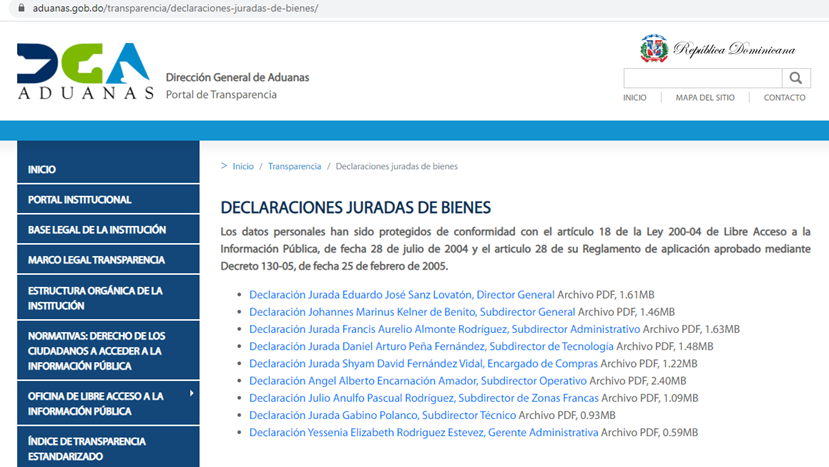 aduanas.gob.do/transparencia/declaraciones-juradas-de-bienes/
DGA
ADUANAS
Dirección General de Aduanas
Portal de Transparencia
República Dominicana
INICIO
MAPA DEL SITIO
CONTACTO
INICIO
PORTAL INSTITUCIONAL
BASE LEGAL DE LA INSTITUCIÓN
MARCO LEGAL TRANSPARENCIA
ESTRUCTURA ORGÁNICA DE LA
INSTITUCIÓN
NORMATIVAS: DERECHO DE LOS
CIUDADANOS A ACCEDER A LA
INFORMACIÓN PÚBLICA
OFICINA DE LIBRE ACCESO A LA
INFORMACIÓN PÚBLICA
ÍNDICE DE TRANSPARENCIA
ESTANDARIZADO
> Inicio / Transparencia / Declaraciones juradas de bienes
DECLARACIONES JURADAS DE BIENES
Los datos personales han sido protegidos de conformidad con el artículo 18 de la Ley 200-04 de Libre Acceso a la
Información Pública, de fecha 28 de julio de 2004 y el articulo 28 de su Reglamento de aplicación aprobado mediante
Decreto 130-05, de fecha 25 de febrero de 2005.
• Declaración Jurada Eduardo José Sanz Lovatón, Director General Archivo PDF, 1.61MB
• Declaración Johannes Marinus Kelner de Benito, Subdirector General Archivo PDF, 1.46MB
• Declaración Jurada Francis Aurelio Almonte Rodriguez, Subdirector Administrativo Archivo PDF, 1.63MB
• Declaración Jurada Daniel Arturo Peña Fernández, Subdirector de Tecnología Archivo PDF, 1.48MB
• Declaración Jurada Shyam David Fernández Vidal, Encargado de Compras Archivo PDF, 1.22MB
• Declaración Angel Alberto Encarnación Amador, Subdirector Operativo Archivo PDF, 2.40MB
• Declaración Julio Anulfo Pascual Rodríguez, Subdirector de Zonas Francas Archivo PDF, 1.09MB
• Declaración Jurada Gabino Polanco, Subdirector Técnico Archivo PDF, 0.93MB
• Declaración Yessenia Elizabeth Rodriguez Estevez, Gerente Administrativa Archivo PDF, 0.59MB